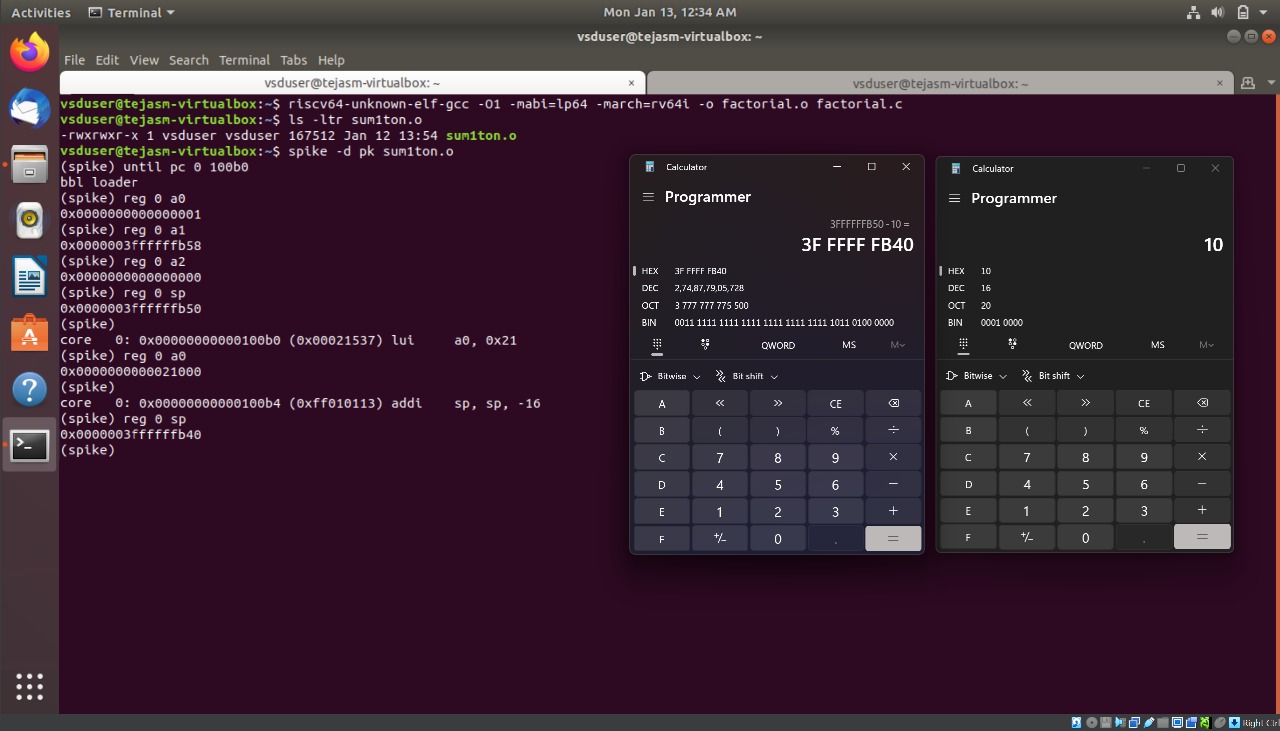 Activities Terminal Mon Jan 13, 12:34 AM
vsduser@tejasm-virtualbox: ~
File Edit View Search Terminal Tabs Help
vsduser@tejasm-virtualbox: ~ × vsduser@tejasm-virtualbox: ~ ×
vsduser@tejasm-virtualbox:~$ riscv64-unknown-elf-gcc -O1 -mabi=lp64 -march=rv64i -o factorial.o factorial.c
vsduser@tejasm-virtualbox:~$ ls -ltr sum1ton.o
-rwxrwxr-x 1 vsduser vsduser 167512 Jan 12 13:54 sum1ton.o
vsduser@tejasm-virtualbox:~$ spike -d pk sum1ton.o
(spike) until pc 0 100b0
bbl loader
(spike) reg 0 a0
0x0000000000000001
(spike) reg 0 a1
0x0000003ffffffb58
(spike) reg 0 a2
0x0000000000000000
(spike) reg 0 sp
0x0000003ffffffb50
(spike)
core   0: 0x00000000000100b0 (0x00021537) lui     a0, 0x21
(spike) reg 0 a0
0x0000000000021000
(spike)
core   0: 0x00000000000100b4 (0xff010113) addi    sp, sp, -16
(spike) reg 0 sp
0x0000003ffffffb40
(spike)
Calculator
Programmer
3FFFFFFB50 - 10 =
3F FFFF FB40
HEX 3F FFFF FB40
DEC 2,74,87,79,05,728
OCT 3 777 777 775 500
BIN 0011 1111 1111 1111 1111 1111 1111 1011 0100 0000
QWORD MS M
Bitwise Bit shift
A << >> CE
B ( ) % ÷
C 7 8 9 ×
D 4 5 6 −
E 1 2 3 +
F +/− 0 . =
Calculator
Programmer
10
HEX 10
DEC 16
OCT 20
BIN 0001 0000
QWORD MS M
Bitwise Bit shift
A << >> CE
B ( ) % ÷
C 7 8 9 ×
D 4 5 6 −
E 1 2 3 +
F +/− 0 . =
Right Ctrl